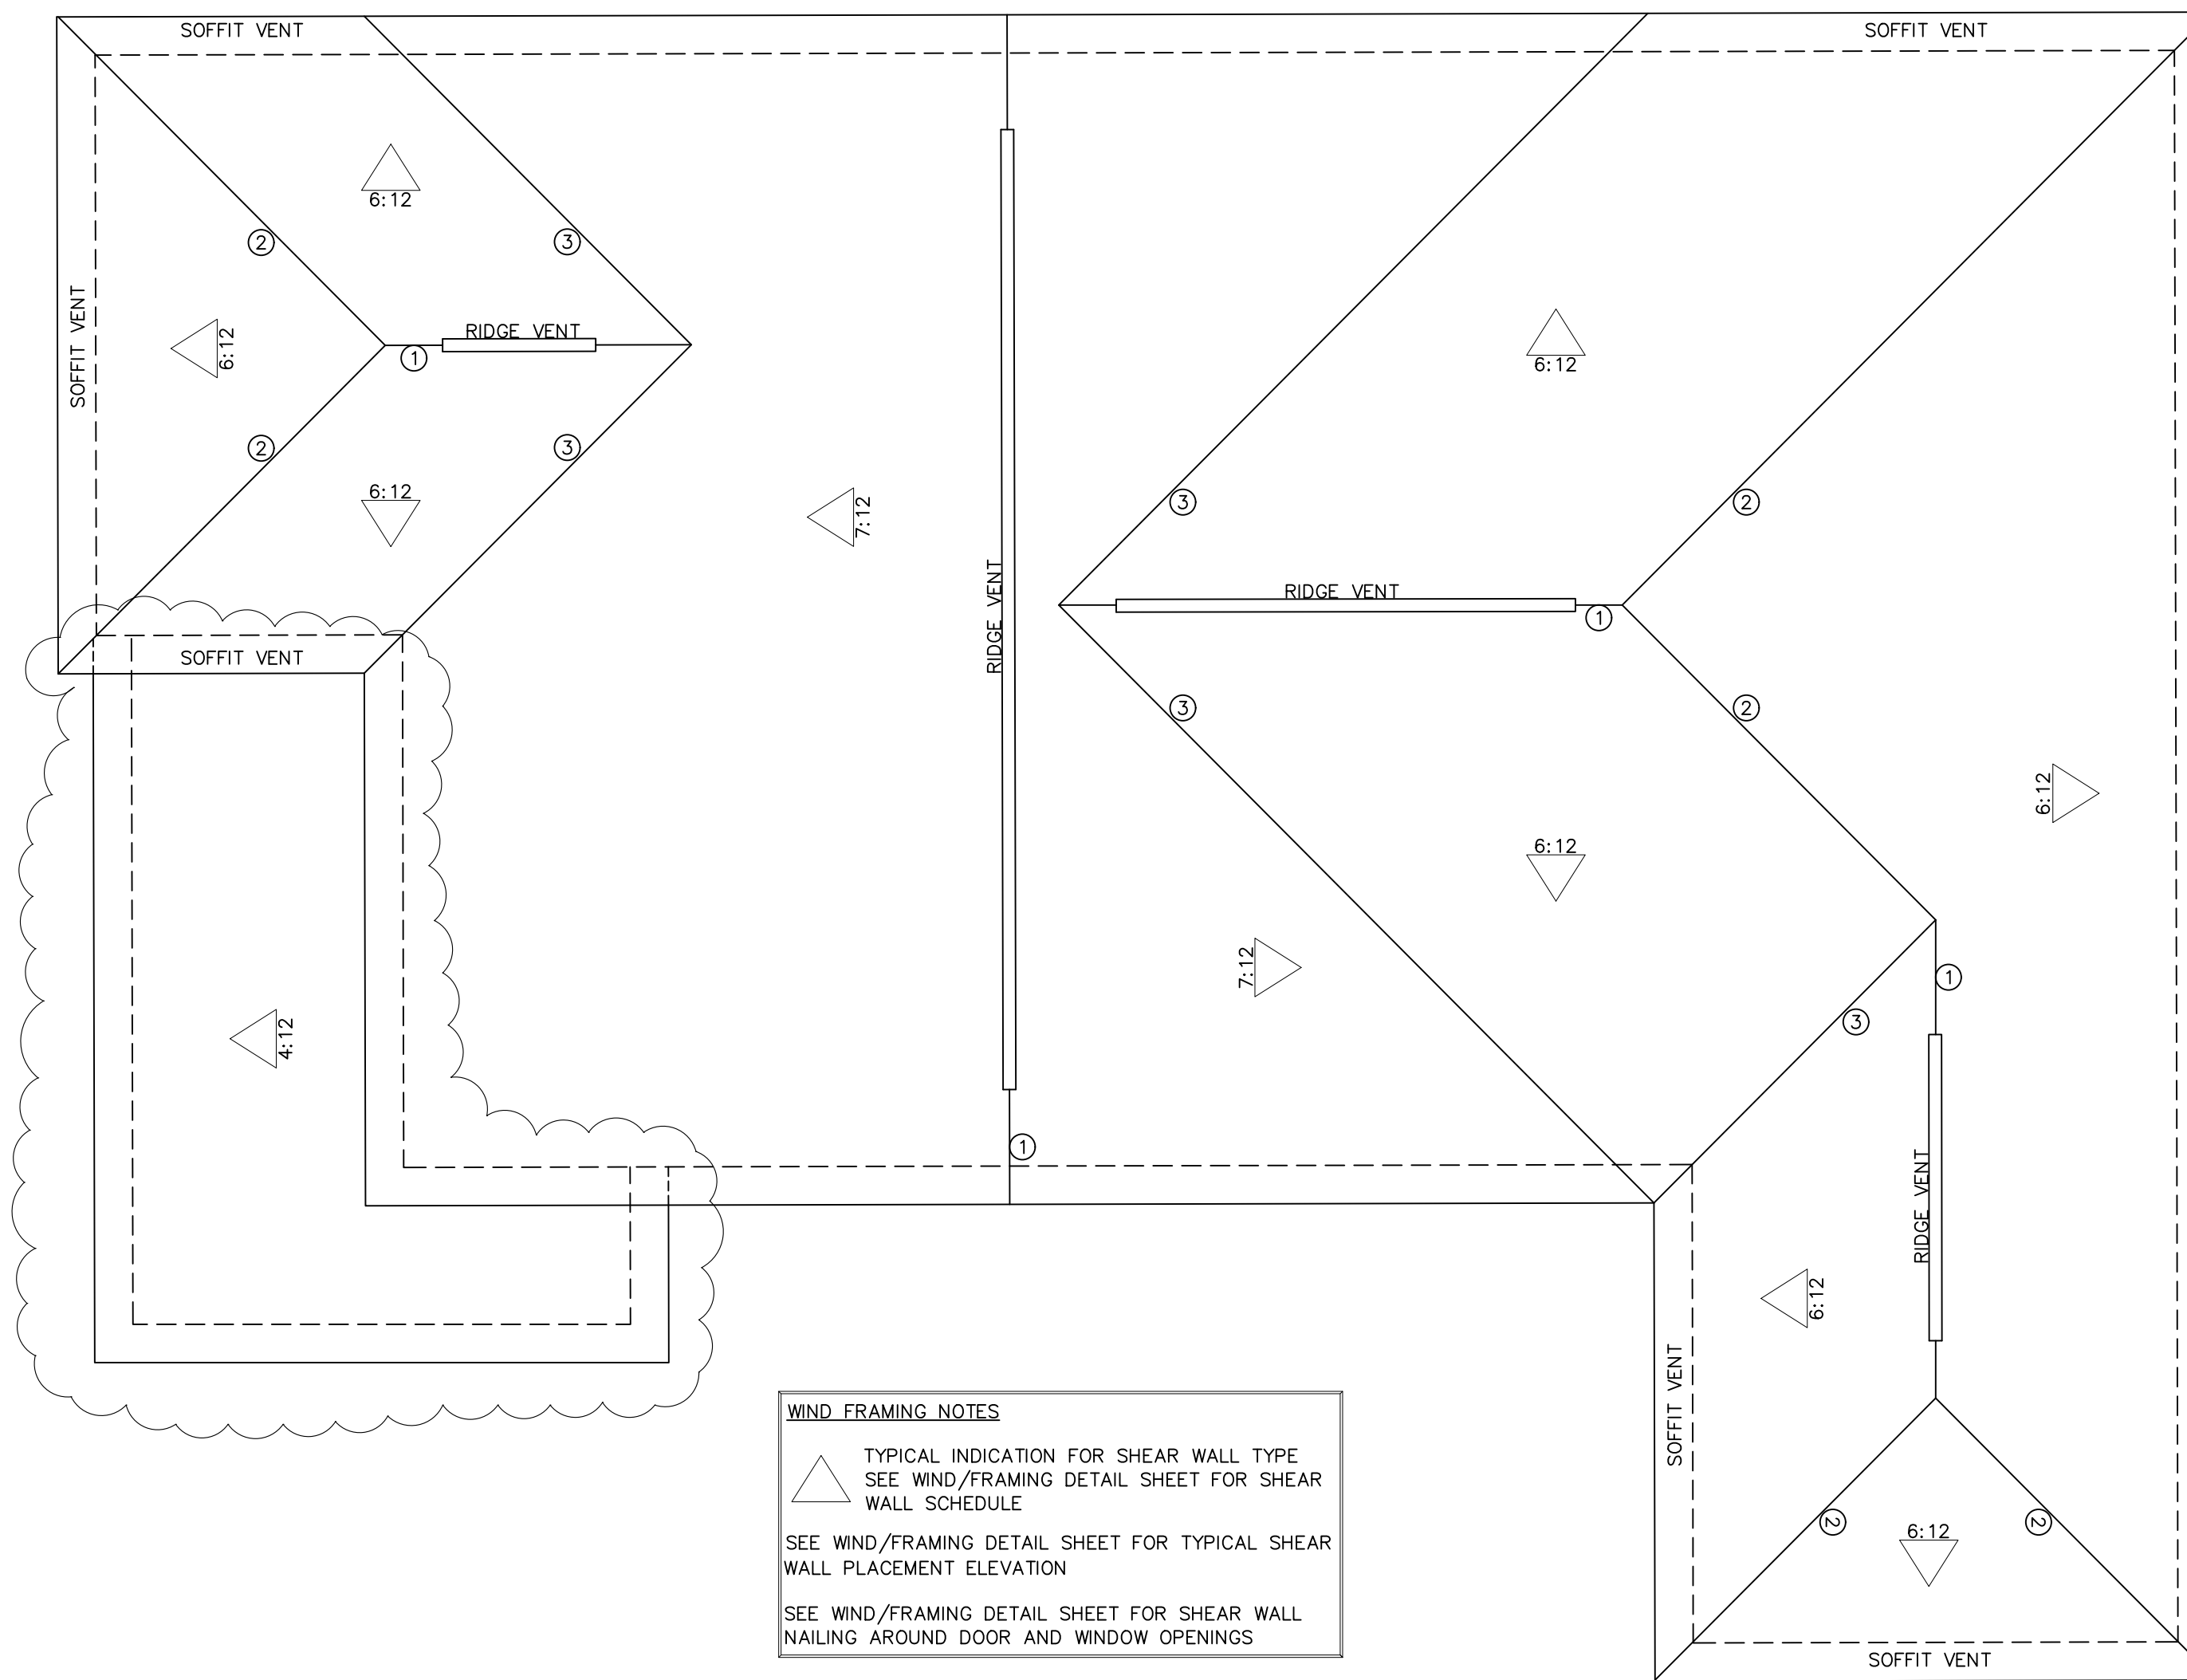 SOFFIT VENT
SOFFIT VENT
6:12
2
3
SOFFIT VENT
6:12
RIDGE VENT
1
6:12
2
3
6:12
7:12
3
2
RIDGE VENT
RIDGE VENT
1
SOFFIT VENT
3
2
6:12
6:12
7:12
1
3
4:12
1
RIDGE VENT
6:12
SOFFIT VENT
2
6:12
2
SOFFIT VENT
WIND FRAMING NOTES
TYPICAL INDICATION FOR SHEAR WALL TYPE
SEE WIND/FRAMING DETAIL SHEET FOR SHEAR
WALL SCHEDULE
SEE WIND/FRAMING DETAIL SHEET FOR TYPICAL SHEAR
WALL PLACEMENT ELEVATION
SEE WIND/FRAMING DETAIL SHEET FOR SHEAR WALL
NAILING AROUND DOOR AND WINDOW OPENINGS